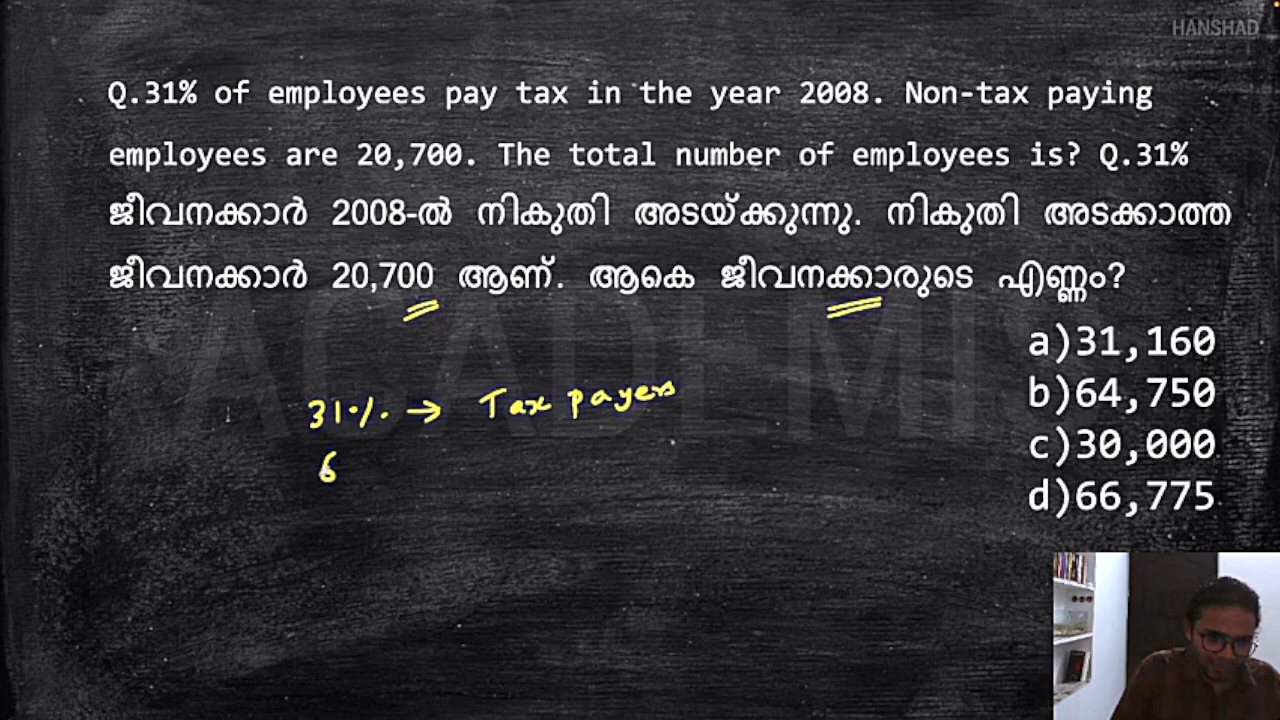 HANSHAD
Q.31% of employees pay tax in the year 2008. Non-tax paying
employees are 20,700. The total number of employees is? Q.31%
ജീവനക്കാർ 2008-ൽ നികുതി അടയ്ക്കുന്നു. നികുതി അടക്കാത്ത
ജീവനക്കാർ 20,700 ആണ്. ആകെ ജീവനക്കാരുടെ എണ്ണം?
a)31,160
b)64,750
c)30,000
d)66,775
31% → Tax payers
6